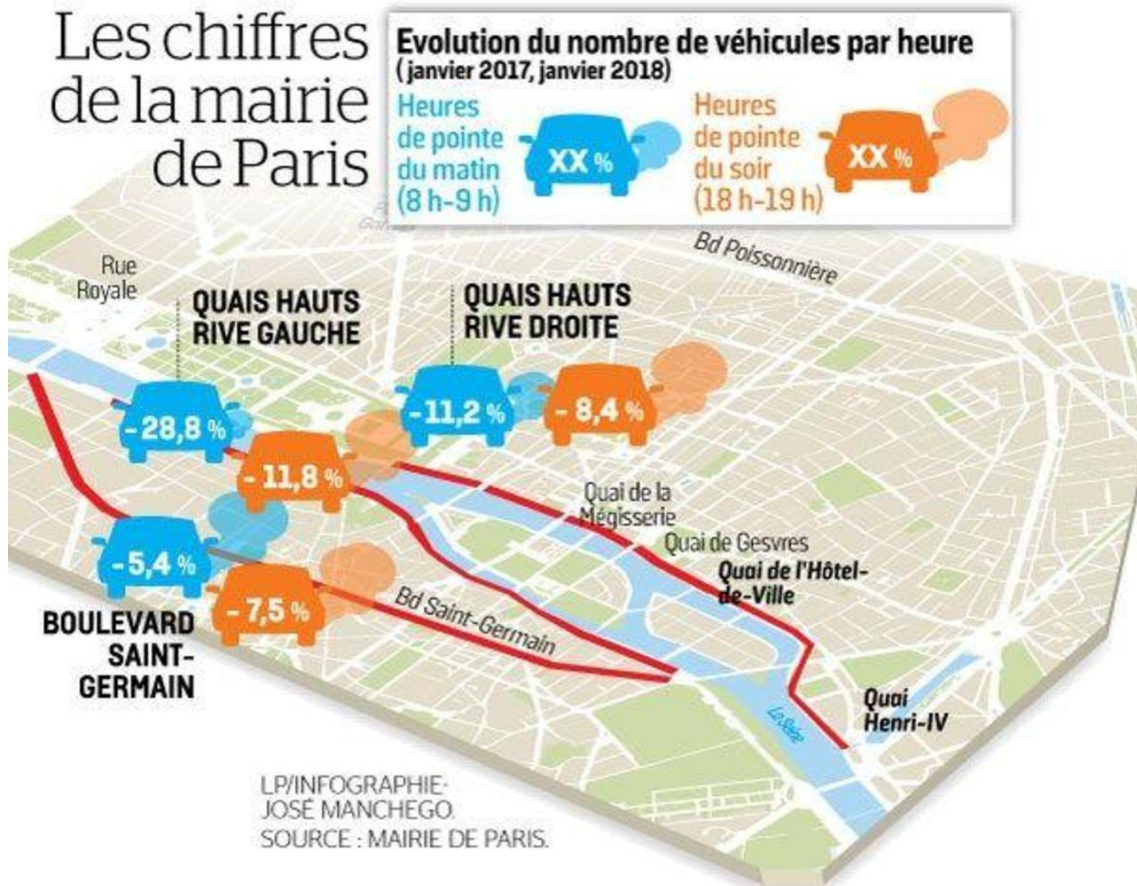 Les chiffres
de la mairie
de Paris
Evolution du nombre de véhicules par heure
(janvier 2017, janvier 2018)
Heures
de pointe
du matin
(8 h-9 h)
XX %
Heures
de pointe
du soir
(18 h-19 h)
XX %
Bd Poissonnière
Rue
Royale
QUAIS HAUTS
RIVE GAUCHE
QUAIS HAUTS
RIVE DROITE
-28,8 %
- 11,8 %
-11,2 %
- 8,4 %
Quai de la
Mégisserie
Quai de Gesvres
Quai de l'Hôtel-
de-Ville
-5,4 %
- 7,5 %
Bd Saint-Germain
BOULEVARD
SAINT-
GERMAIN
La Seine
Quai
Henri-IV
LP/INFOGRAPHIE-
JOSÉ MANCHEGO.
SOURCE : MAIRIE DE PARIS.